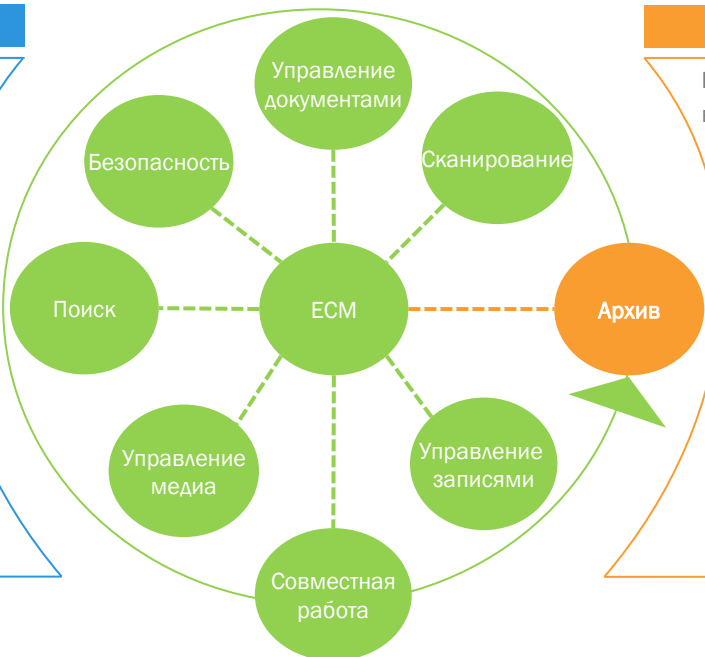 Управление
документами
Сканирование
Безопасность
Поиск
ECM
Архив
Управление
медиа
Управление
записями
Совместная
работа